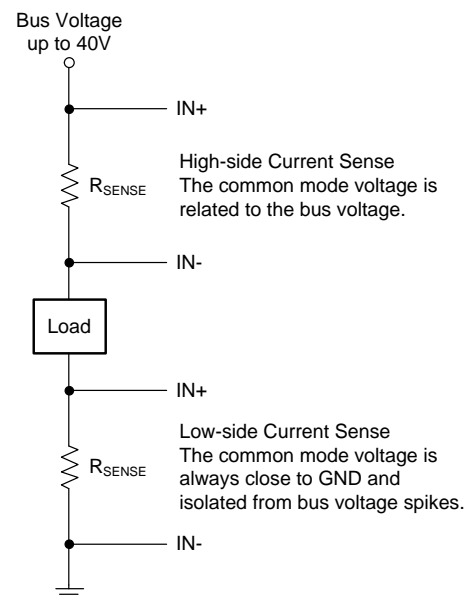 Bus Voltage
up to 40V
IN+
High-side Current Sense
The common mode voltage is
related to the bus voltage.
RSENSE
IN-
Load
IN+
Low-side Current Sense
The common mode voltage is
always close to GND and
isolated from bus voltage spikes.
RSENSE
IN-